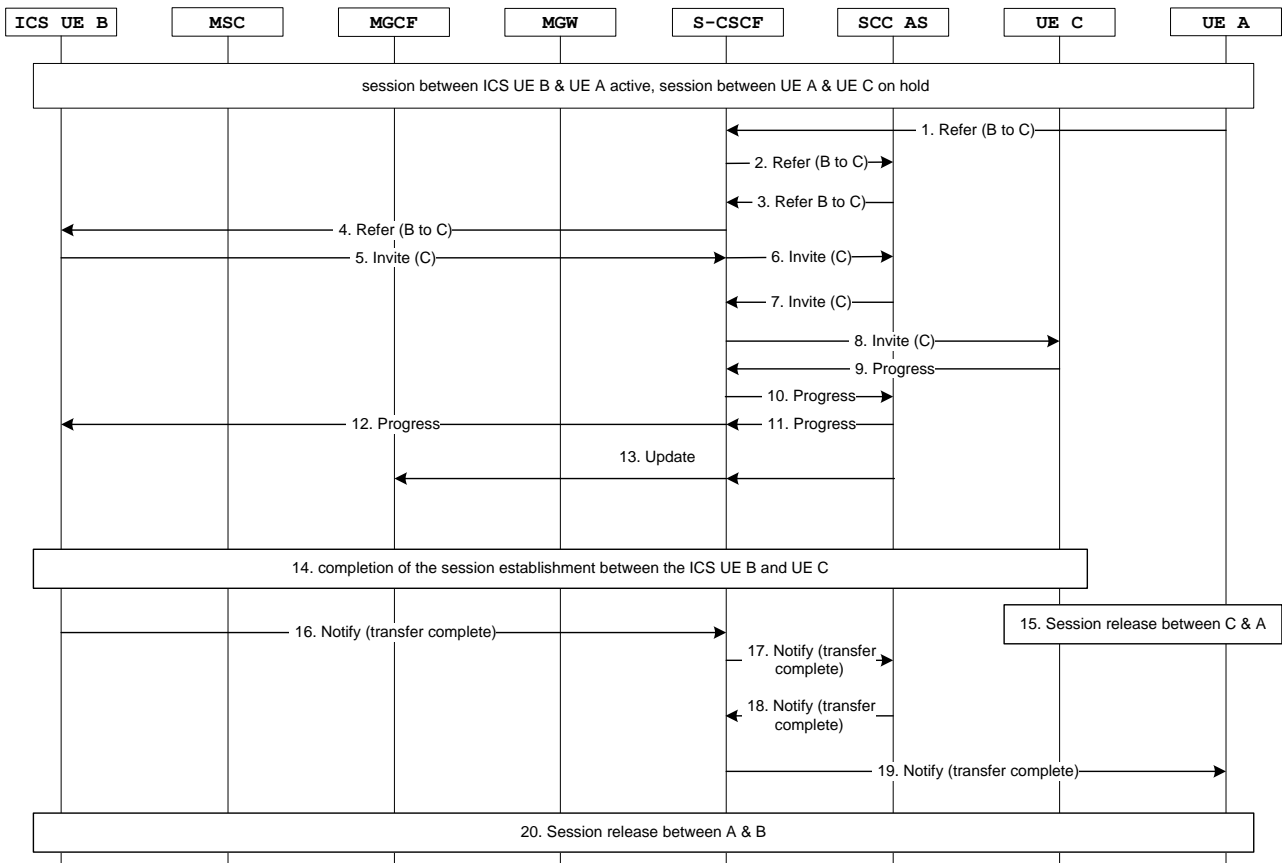 ICS UE B
MSC
MGCF
MGW
S-CSCF
SCC AS
UE C
UE A
session between ICS UE B & UE A active, session between UE A & UE C on hold
1. Refer (B to C)
2. Refer (B to C)
3. Refer B to C)
4. Refer (B to C)
5. Invite (C)
6. Invite (C)
7. Invite (C)
8. Invite (C)
9. Progress
10. Progress
12. Progress
11. Progress
13. Update
14. completion of the session establishment between the ICS UE B and UE C
15. Session release between C & A
16. Notify (transfer complete)
17. Notify (transfer
complete)
18. Notify (transfer
complete)
19. Notify (transfer complete)
20. Session release between A & B